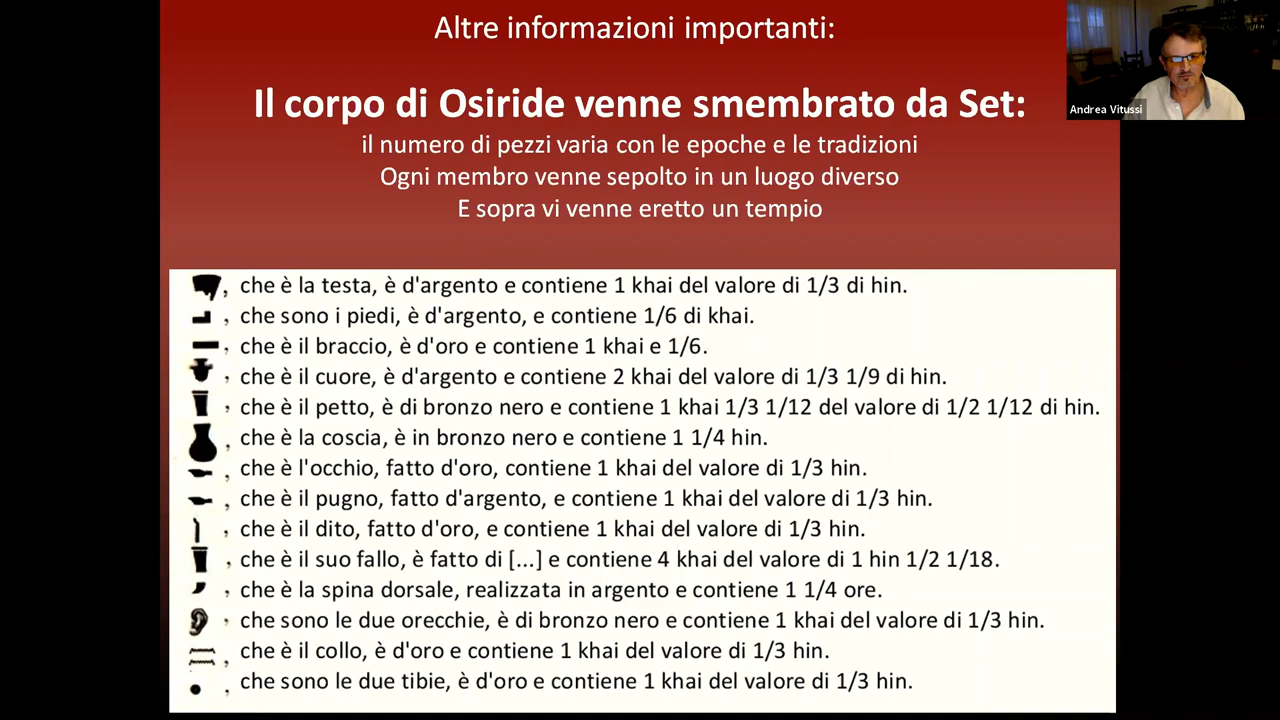 Altre informazioni importanti:
Il corpo di Osiride venne smembrato da Set:
il numero di pezzi varia con le epoche e le tradizioni
Ogni membro venne sepolto in un luogo diverso
E sopra vi venne eretto un tempio
Andrea Vitussi
, che è la testa, è d'argento e contiene 1 khai del valore di 1/3 di hin.
, che sono i piedi, è d'argento, e contiene 1/6 di khai.
, che è il braccio, è d'oro e contiene 1 khai e 1/6.
, che è il cuore, è d'argento e contiene 2 khai del valore di 1/3 1/9 di hin.
, che è il petto, è di bronzo nero e contiene 1 khai 1/3 1/12 del valore di 1/2 1/12 di hin.
, che è la coscia, è in bronzo nero e contiene 1 1/4 hin.
, che è l'occhio, fatto d'oro, contiene 1 khai del valore di 1/3 hin.
, che è il pugno, fatto d'argento, e contiene 1 khai del valore di 1/3 hin.
, che è il dito, fatto d'oro, e contiene 1 khai del valore di 1/3 hin.
, che è il suo fallo, è fatto di [...] e contiene 4 khai del valore di 1 hin 1/2 1/18.
, che è la spina dorsale, realizzata in argento e contiene 1 1/4 ore.
, che sono le due orecchie, è di bronzo nero e contiene 1 khai del valore di 1/3 hin.
, che è il collo, è d'oro e contiene 1 khai del valore di 1/3 hin.
, che sono le due tibie, è d'oro e contiene 1 khai del valore di 1/3 hin.